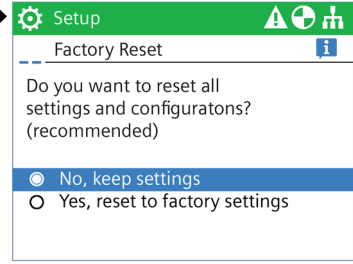 Setup
Factory Reset
i
Do you want to reset all
settings and configuratons?
(recommended)
No, keep settings
Yes, reset to factory settings